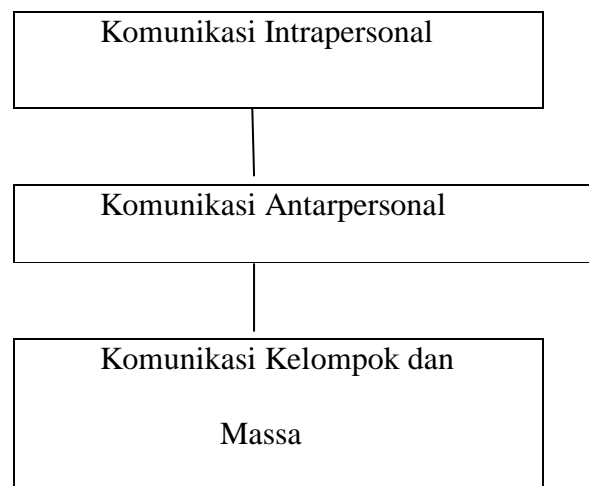 Komunikasi Intrapersonal
Komunikasi Antarpersonal
Komunikasi Kelompok dan
Massa